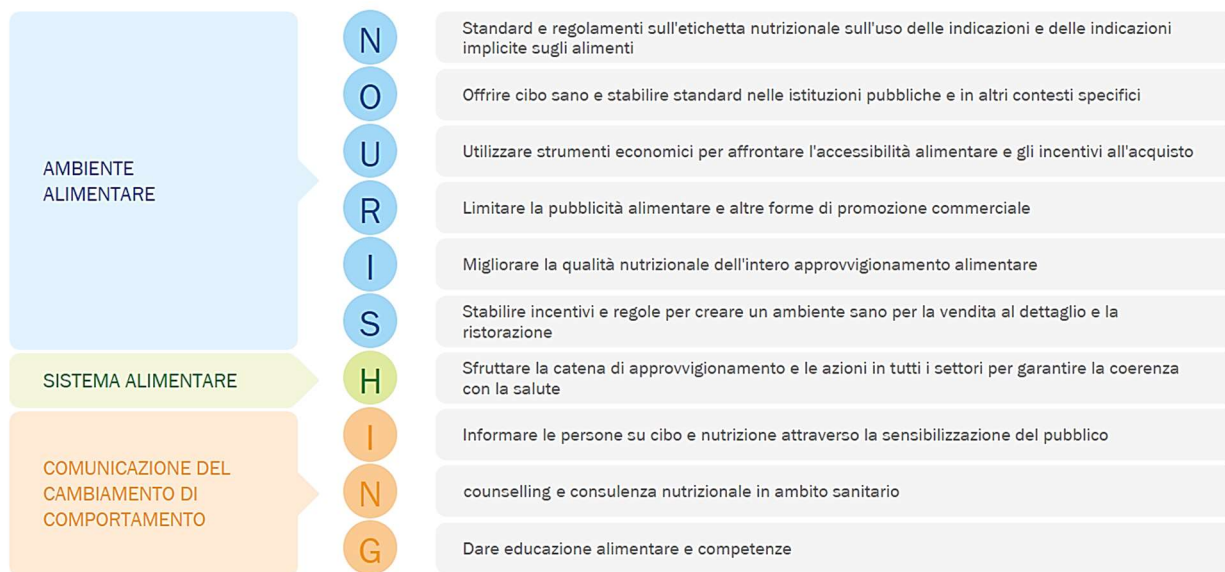 N
Standard e regolamenti sull'etichetta nutrizionale sull'uso delle indicazioni e delle indicazioni
implicite sugli alimenti
O
Offrire cibo sano e stabilire standard nelle istituzioni pubbliche e in altri contesti specifici
AMBIENTE
ALIMENTARE
U
Utilizzare strumenti economici per affrontare l'accessibilità alimentare e gli incentivi all'acquisto
R
Limitare la pubblicità alimentare e altre forme di promozione commerciale
I
Migliorare la qualità nutrizionale dell'intero approvvigionamento alimentare
S
Stabilire incentivi e regole per creare un ambiente sano per la vendita al dettaglio e la
ristorazione
SISTEMA ALIMENTARE
H
Sfruttare la catena di approvvigionamento e le azioni in tutti i settori per garantire la coerenza
con la salute
COMUNICAZIONE DEL
CAMBIAMENTO DI
COMPORTAMENTO
I
Informare le persone su cibo e nutrizione attraverso la sensibilizzazione del pubblico
N
counselling e consulenza nutrizionale in ambito sanitario
G
Dare educazione alimentare e competenze